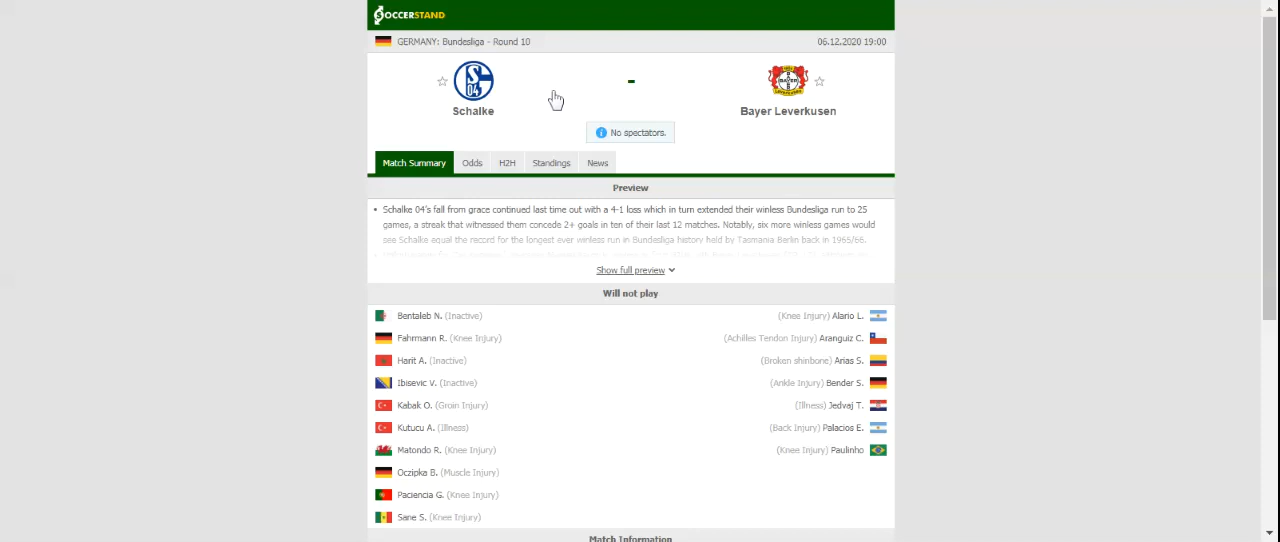 SOCCERSTAND
GERMANY: Bundesliga - Round 10 06.12.2020 19:00
-
Schalke Bayer Leverkusen
No spectators.
Match Summary Odds H2H Standings News
Preview
Schalke 04's fall from grace continued last time out with a 4-1 loss which in turn extended their winless Bundesliga run to 25
games, a streak that witnessed them concede 2+ goals in ten of their last 12 matches. Notably, six more winless games would
see Schalke equal the record for the longest ever winless run in Bundesliga history held by Tasmania Berlin back in 1965/66.
Show full preview
Will not play
Bentaleb N. (Inactive) (Knee Injury) Alario L.
Fahrmann R. (Knee Injury) (Achilles Tendon Injury) Aranguiz C.
Harit A. (Inactive) (Broken shinbone) Arias S.
Ibisevic V. (Inactive) (Ankle Injury) Bender S.
Kabak O. (Groin Injury) (Illness) Jedvaj T.
Kutucu A. (Illness) (Back Injury) Palacios E.
Matondo R. (Knee Injury) (Knee Injury) Paulinho
Oczipka B. (Muscle Injury)
Paciencia G. (Knee Injury)
Sane S. (Knee Injury)
Match Information